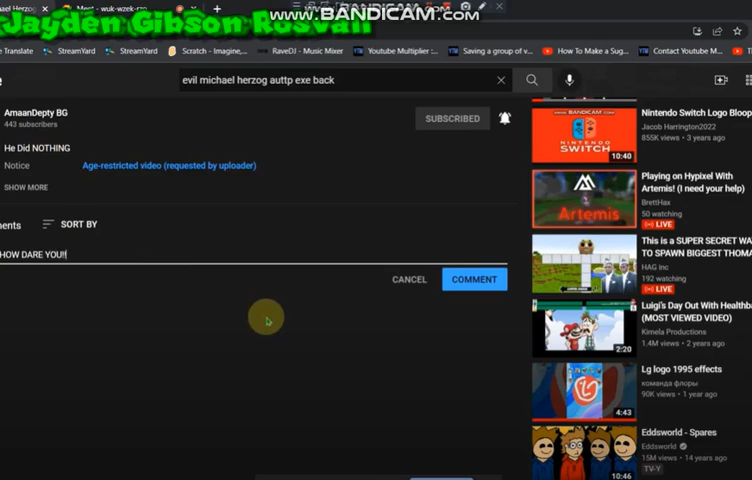 www.BANDICAM.com
Jayden Gibson Rosvall
Translate StreamYard StreamYard Scratch - Imagine,... RaveDJ - Music Mixer Youtube Multiplier :... Saving a group of v... How To Make a Sug... Contact Youtube M...
evil michael herzog auttp exe back
AmaanDepty BG
443 subscribers
SUBSCRIBED
He Did NOTHING
Notice Age-restricted video (requested by uploader)
SHOW MORE
SORT BY
HOW DARE YOU!!
CANCEL COMMENT
Nintendo Switch Logo Bloop
Jacob Harrington2022
855K views • 3 years ago
NINTENDO
SWITCH
10:40
Playing on Hypixel With
Artemis! (I need your help)
BrettHax
50 watching
LIVE
Artemis
This is a SUPER SECRET WA
TO SPAWN BIGGEST THOMA
HAG Inc
192 watching
LIVE
Luigi's Day Out With Healthba
(MOST VIEWED VIDEO)
Kimela Productions
1.4M views • 2 years ago
2:20
Lg logo 1995 effects
команда флоры
90K views • 1 year ago
4:43
Eddsworld - Spares
Eddsworld
15M views • 14 years ago
TV-Y
10:46